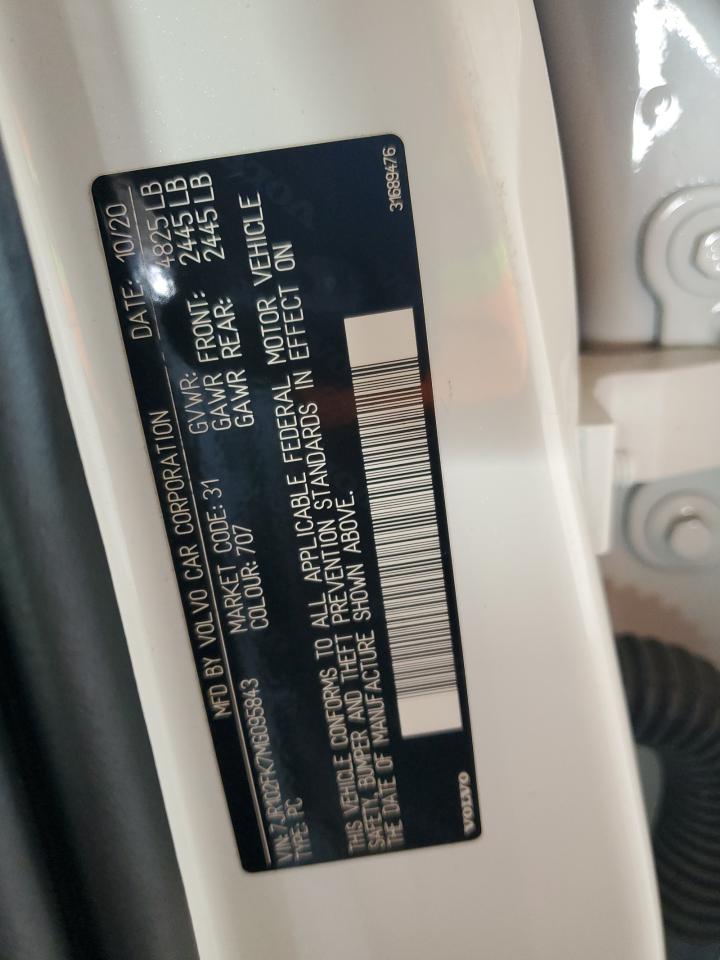 MFD BY VOLVO CAR CORPORATION DATE: 10/20
VIN: 7JR102FK7MG095843 MARKET CODE: 31 GVWR: 4825 LB
TYPE: PC COLOUR: 707 GAWR FRONT: 2445 LB
GAWR REAR: 2445 LB
THIS VEHICLE CONFORMS TO ALL APPLICABLE FEDERAL MOTOR VEHICLE
SAFETY, BUMPER AND THEFT PREVENTION STANDARDS IN EFFECT ON
THE DATE OF MANUFACTURE SHOWN ABOVE.
VOLVO 31689476